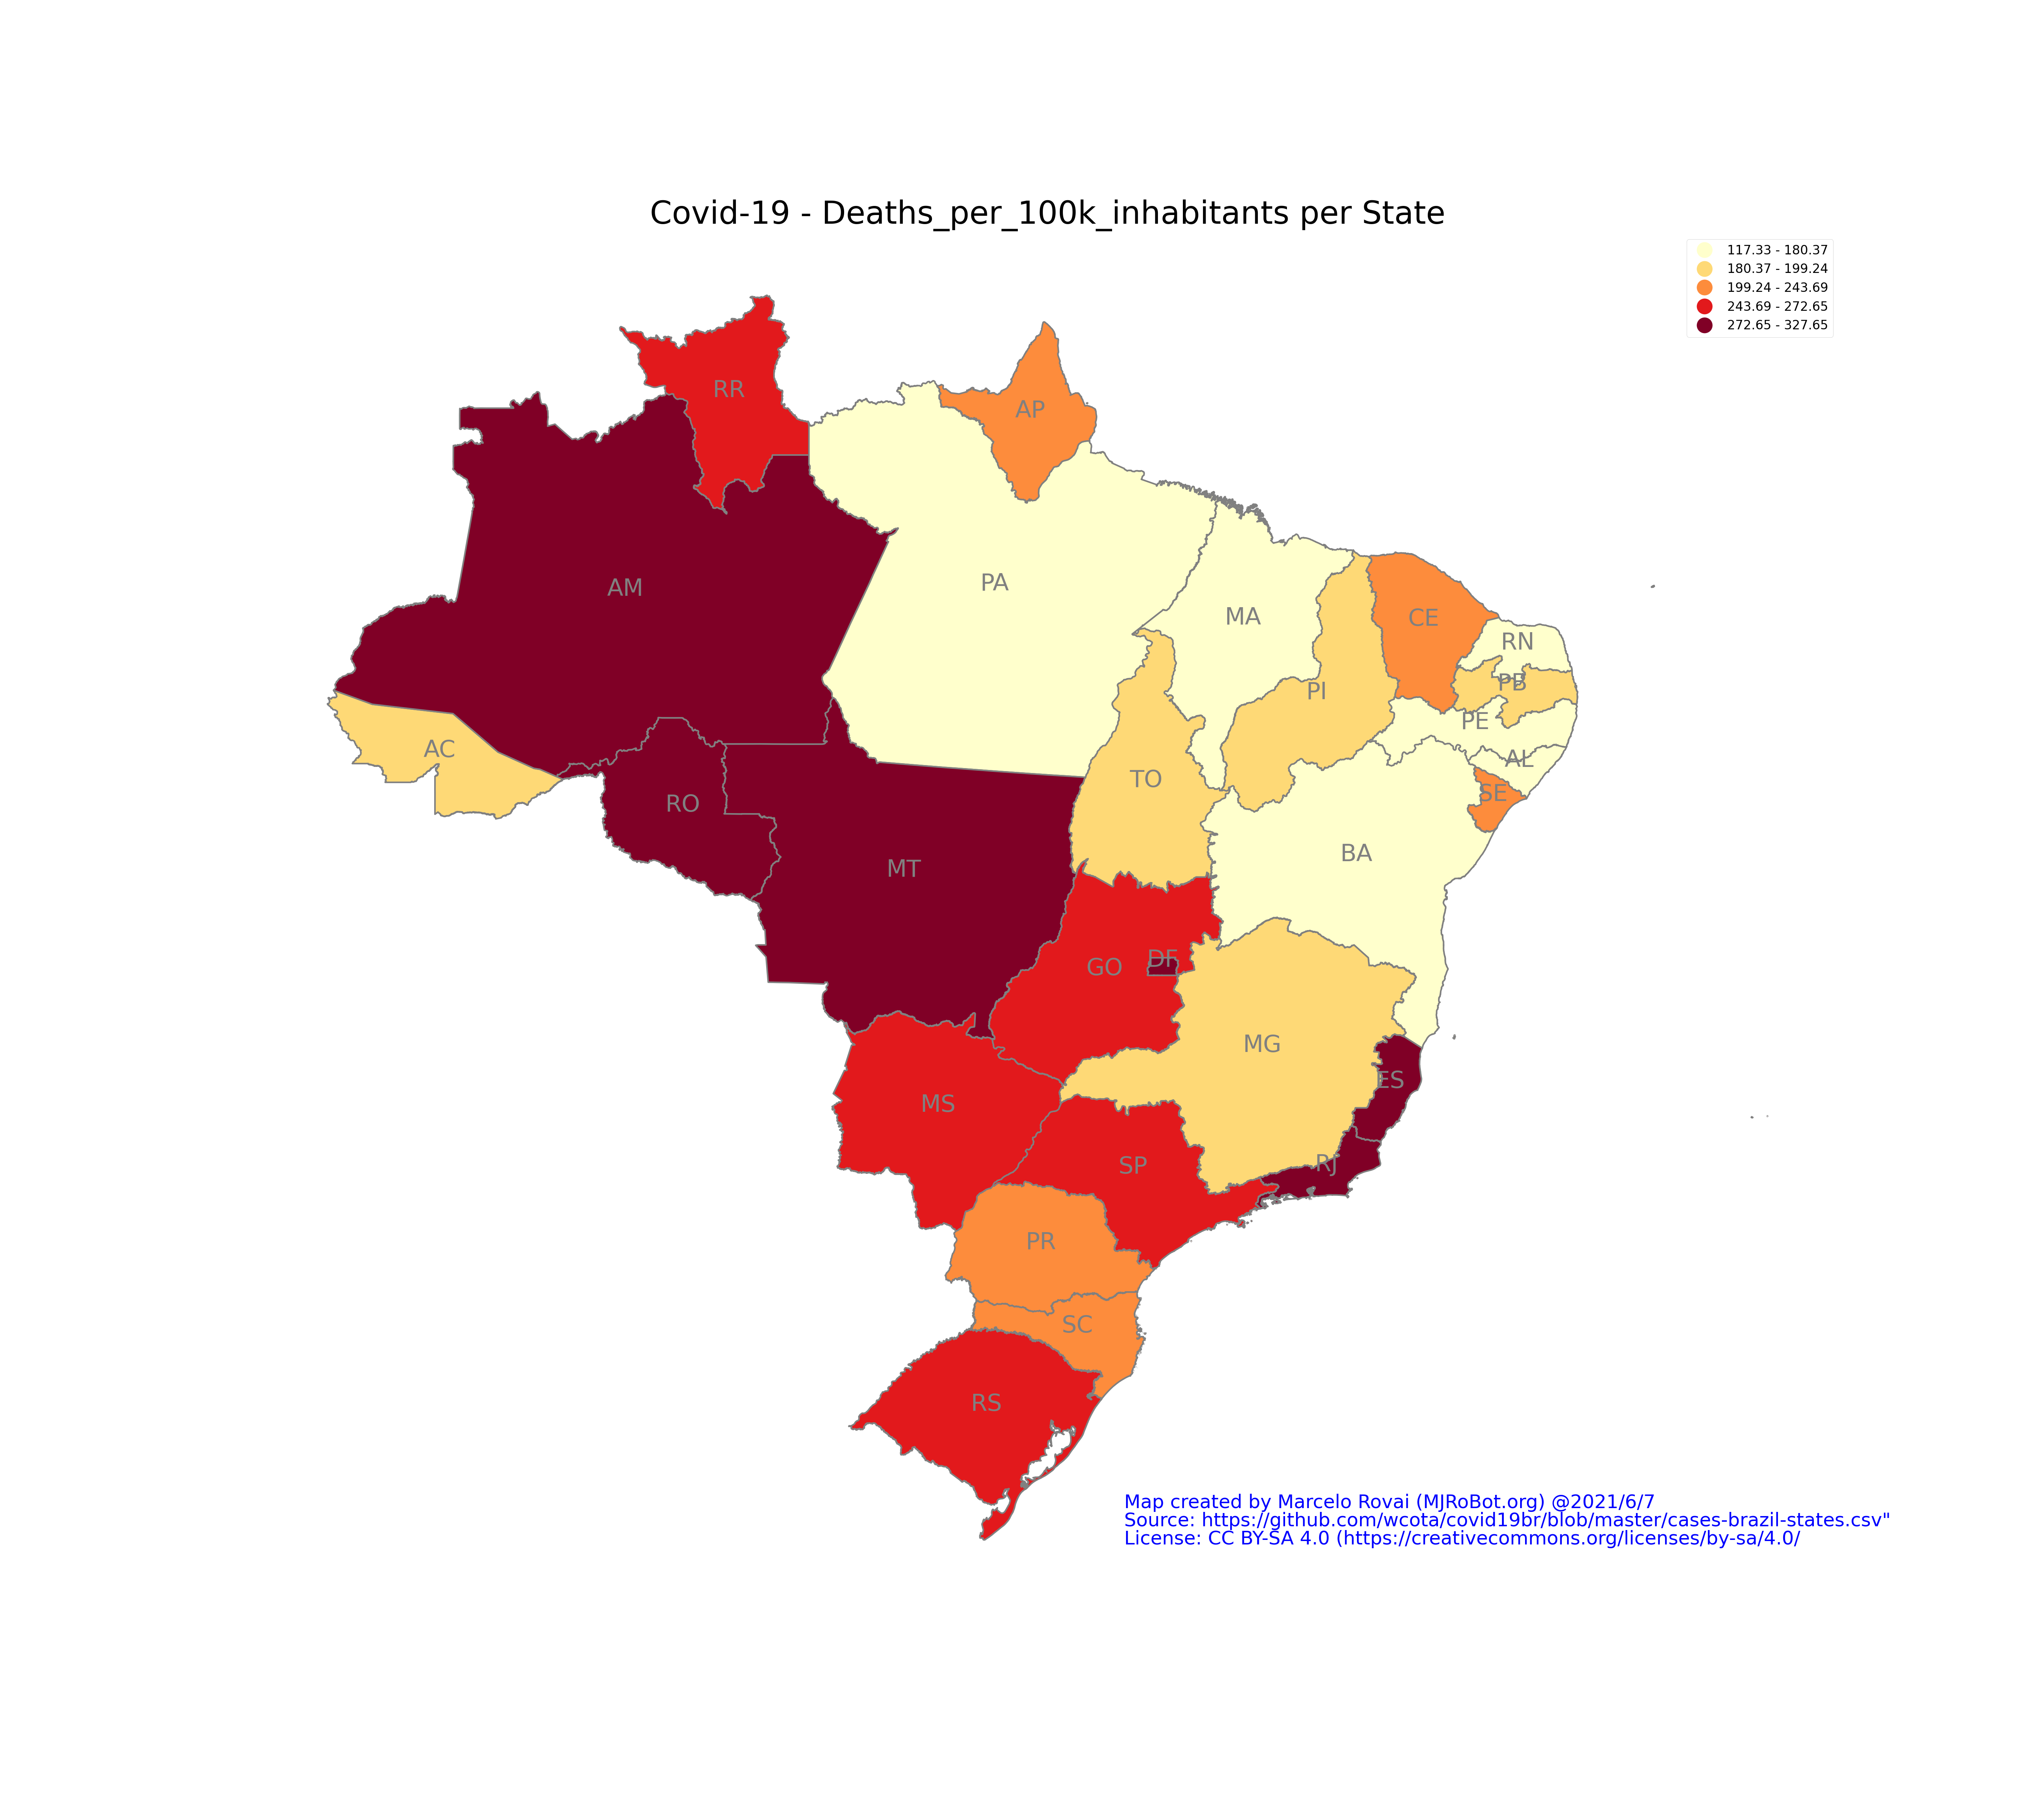 Covid-19 - Deaths_per_100k_inhabitants per State
117.33 - 180.37
180.37 - 199.24
199.24 - 243.69
243.69 - 272.65
272.65 - 327.65
RR
AP
AM
PA
MA
CE
RN
PB
PI
PE
AC
AL
TO
SE
RO
BA
MT
DF
GO
MG
ES
MS
SP
RJ
PR
SC
RS
Map created by Marcelo Rovai (MJRoBot.org) @2021/6/7
Source: https://github.com/wcota/covid19br/blob/master/cases-brazil-states.csv"
License: CC BY-SA 4.0 (https://creativecommons.org/licenses/by-sa/4.0/